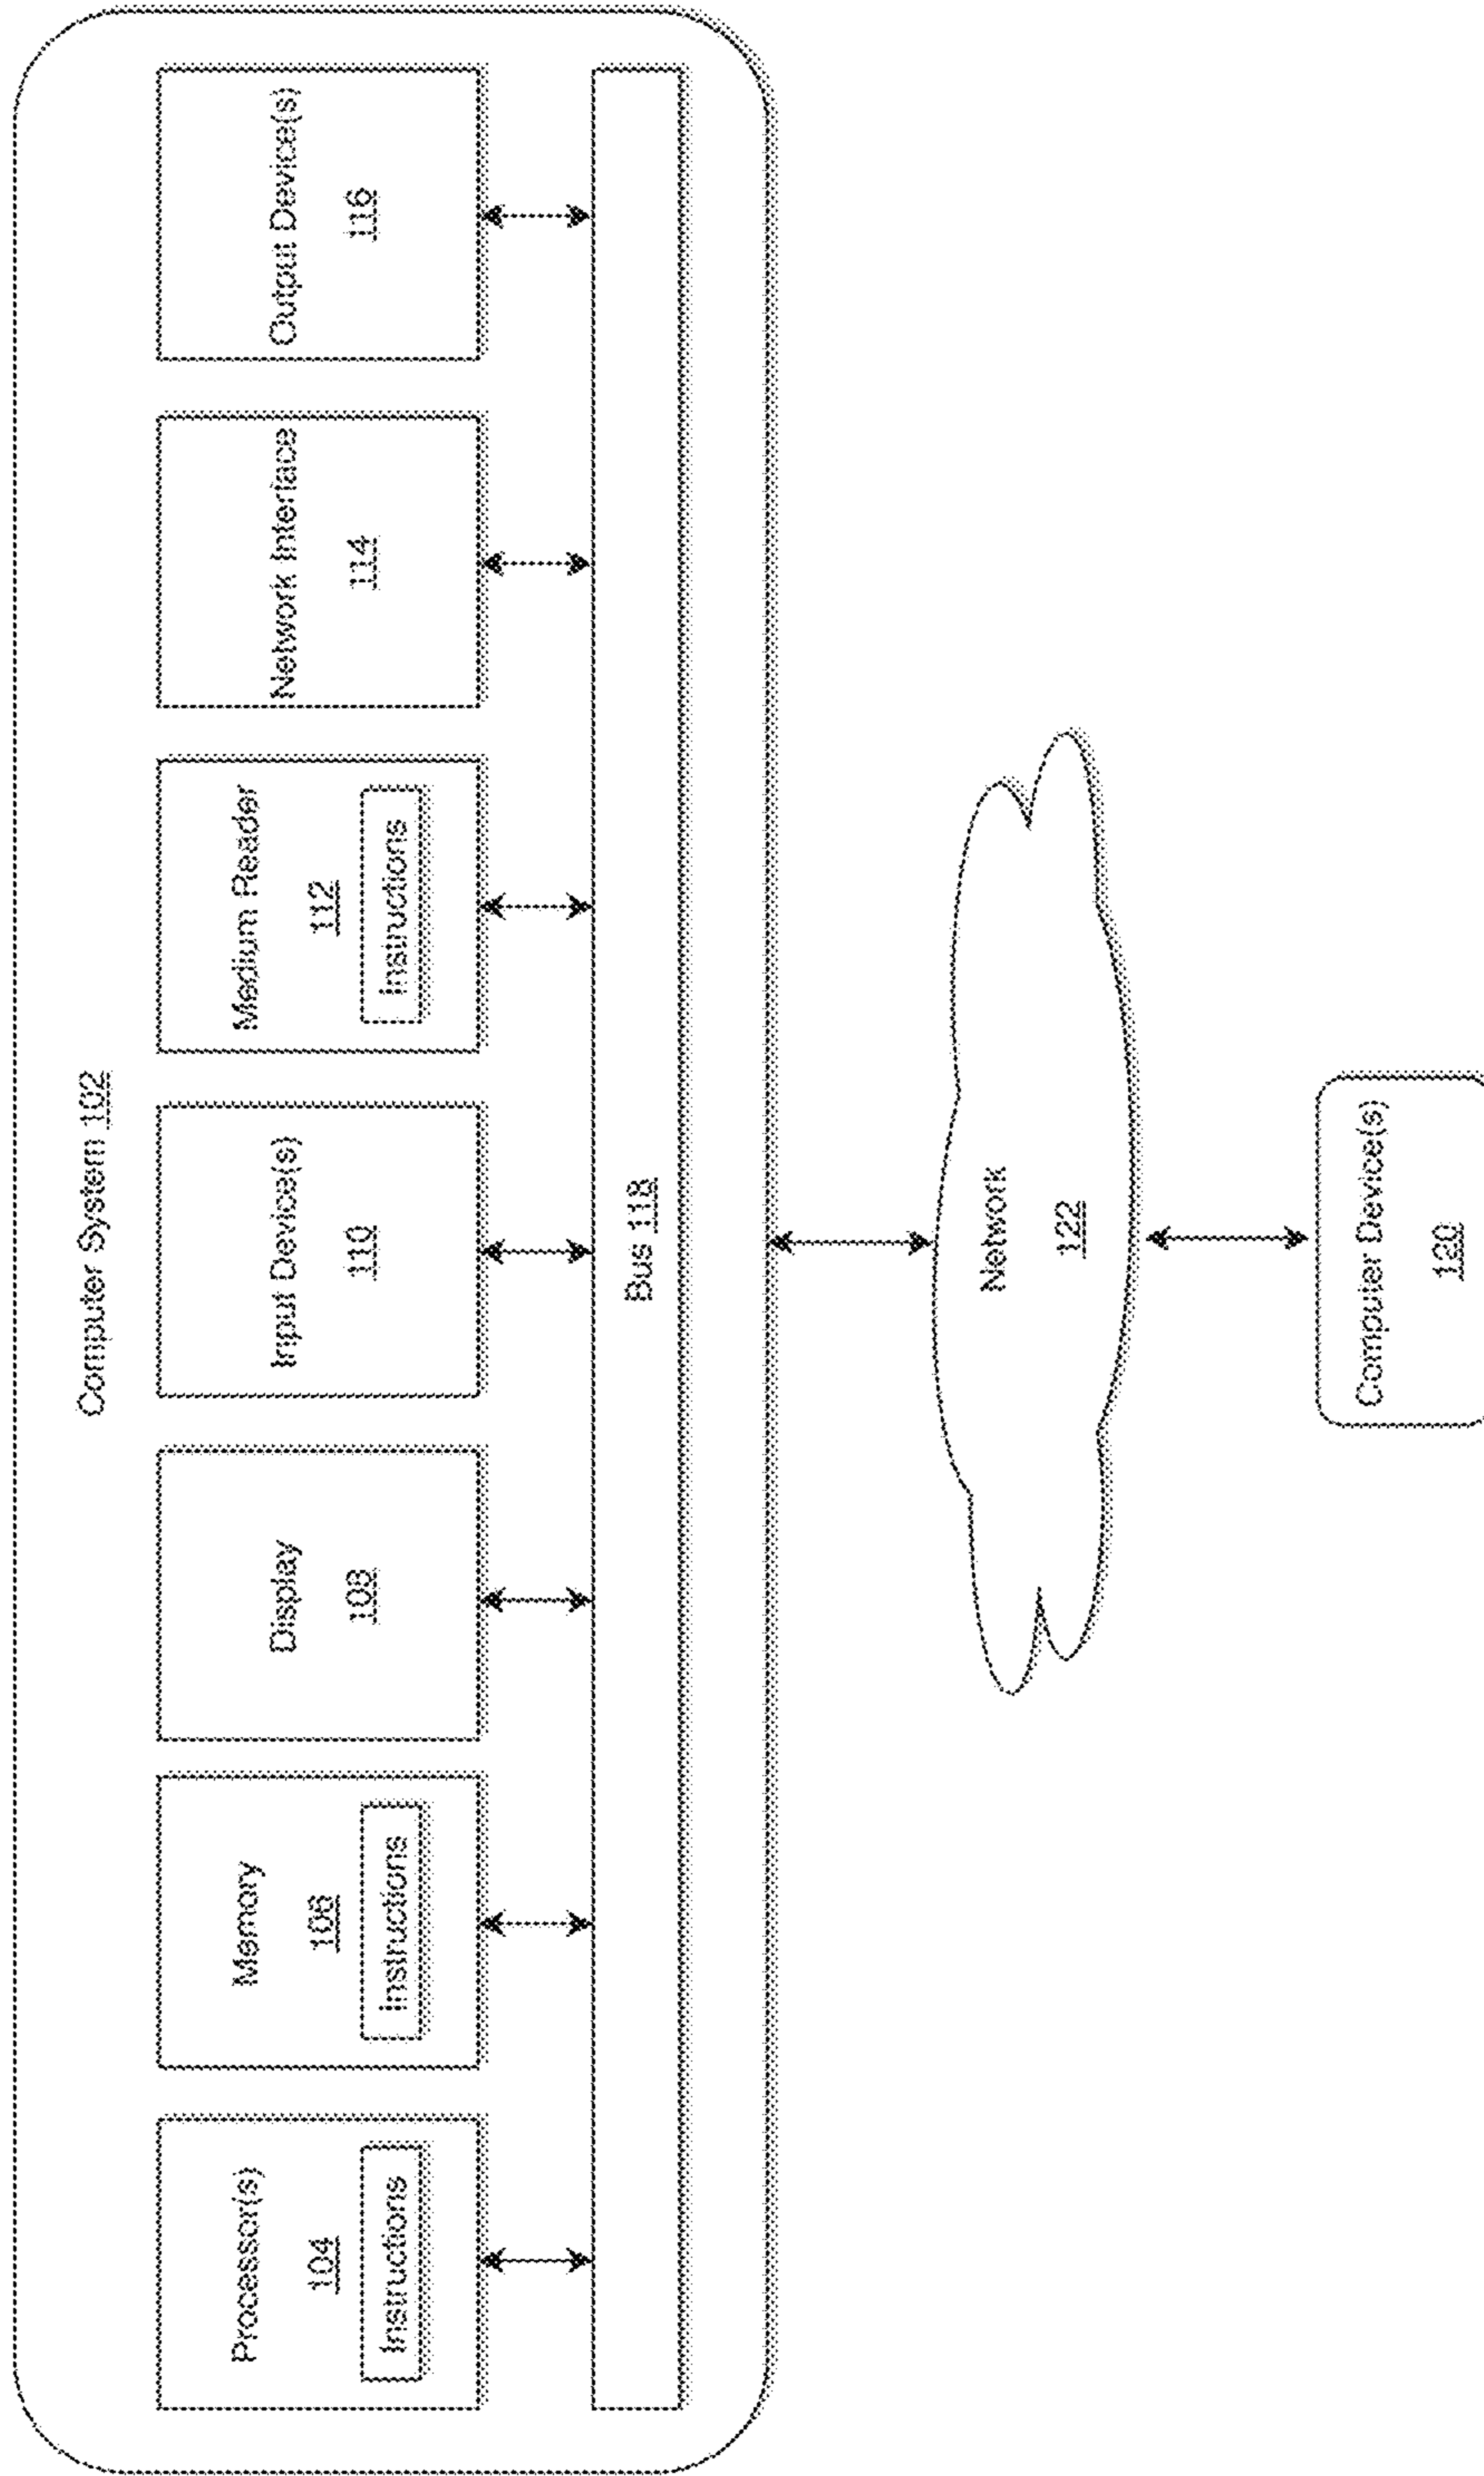 Computer System 102
Processor(s)
104
Instructions
Memory
106
Instructions
Display
108
Input Device(s)
110
Medium Reader
112
Instructions
Network Interface
114
Output Device(s)
116
Bus 118
Network
122
Computer Device(s)
120